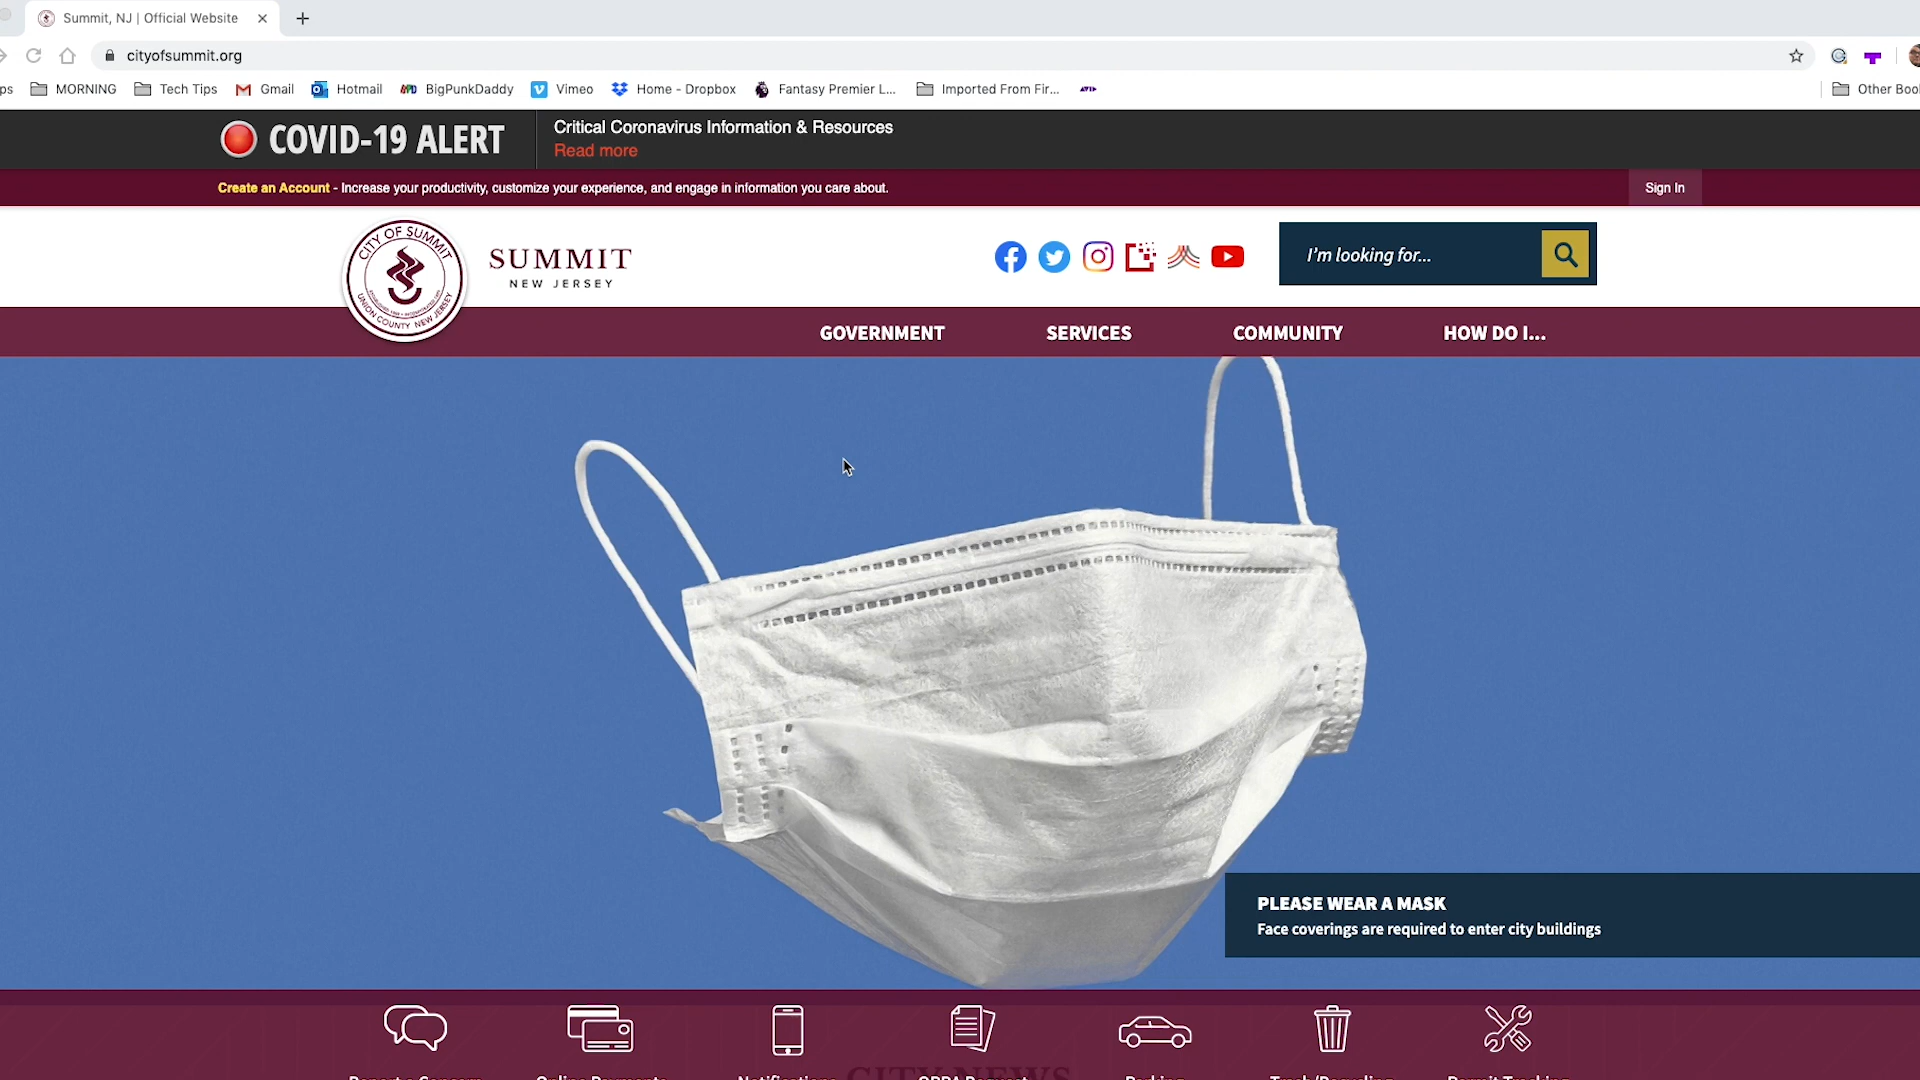 Summit, NJ | Official Website
cityofsummit.org
ps MORNING Tech Tips Gmail Hotmail BigPunkDaddy Vimeo Home - Dropbox Fantasy Premier L... Imported From Fir... Other Bool
COVID-19 ALERT
Critical Coronavirus Information & Resources
Read more
Create an Account - Increase your productivity, customize your experience, and engage in information you care about.
Sign In
CITY OF SUMMIT
UNION COUNTY NEW JERSEY
SUMMIT
NEW JERSEY
I'm looking for...
GOVERNMENT SERVICES COMMUNITY HOW DO I...
PLEASE WEAR A MASK
Face coverings are required to enter city buildings